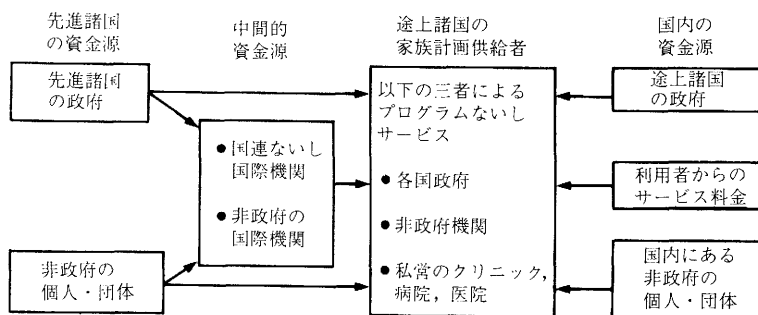 先進諸国
の資金源
中間的
資金源
途上諸国の
家族計画供給者
国内の
資金源
先進諸国
の政府
非政府の
個人・団体
●国連ないし
国際機関
●非政府の
国際機関
以下の三者による
プログラムないし
サービス
●各国政府
●非政府機関
●私営のクリニック,
病院,医院
途上諸国
の政府
利用者からの
サービス料金
国内にある
非政府の
個人・団体